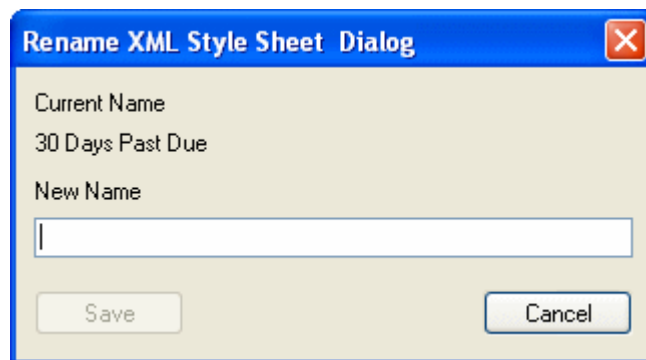 Rename XML Style Sheet Dialog
Current Name
30 Days Past Due
New Name
Save
Cancel